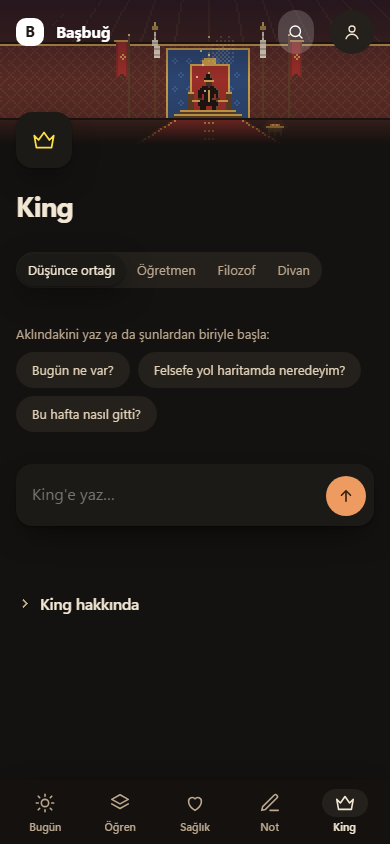 B Başbuğ
King
Düşünce ortağı Öğretmen Filozof Divan
Aklındakini yaz ya da şunlardan biriyle başla:
Bugün ne var? Felsefe yol haritamda neredeyim?
Bu hafta nasıl gitti?
King'e yaz...
King hakkında
Bugün Öğren Sağlık Not King